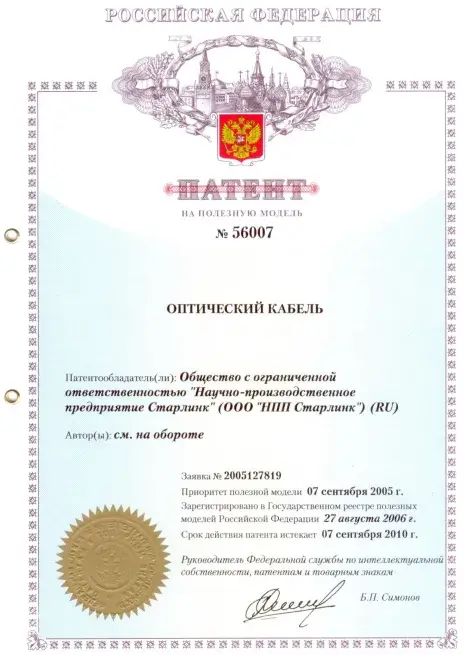 РОССИЙСКАЯ ФЕДЕРАЦИЯ
ПАТЕНТ
НА ПОЛЕЗНУЮ МОДЕЛЬ
№ 56007
ОПТИЧЕСКИЙ КАБЕЛЬ
Патентообладатель(ли): Общество с ограниченной
ответственностью "Научно-производственное
предприятие Старлинк" (ООО "НПП Старлинк") (RU)
Автор(ы): см. на обороте
Заявка № 2005127819
Приоритет полезной модели 07 сентября 2005 г.
Зарегистрировано в Государственном реестре полезных
моделей Российской Федерации 27 августа 2006 г.
Срок действия патента истекает 07 сентября 2010 г.
Руководитель Федеральной службы по интеллектуальной
собственности, патентам и товарным знакам
Б.П. Симонов